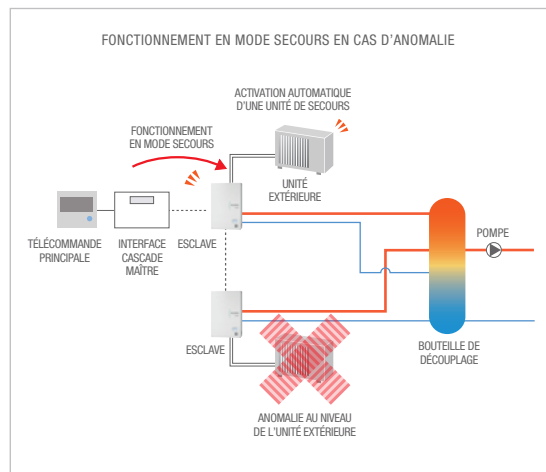 FONCTIONNEMENT EN MODE SECOURS EN CAS D'ANOMALIE
ACTIVATION AUTOMATIQUE
D'UNE UNITÉ DE SECOURS
FONCTIONNEMENT
EN MODE SECOURS
UNITÉ
EXTÉRIEURE
TÉLÉCOMMANDE
PRINCIPALE
INTERFACE
CASCADE
MAÎTRE
ESCLAVE
POMPE
ESCLAVE
BOUTEILLE DE
DÉCOUPLAGE
ANOMALIE AU NIVEAU
DE L'UNITÉ EXTÉRIEURE